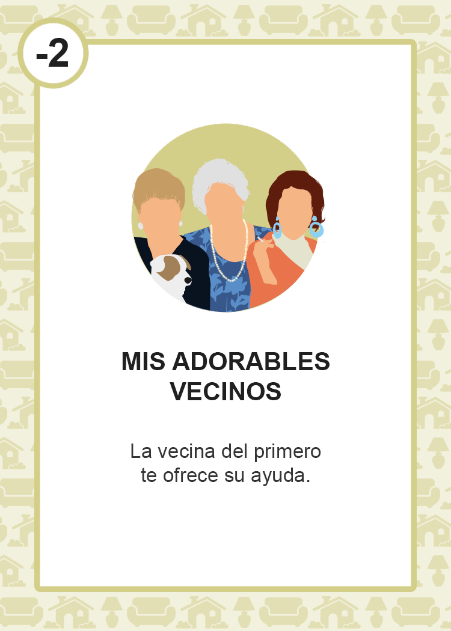 -2
MIS ADORABLES
VECINOS
La vecina del primero
te ofrece su ayuda.